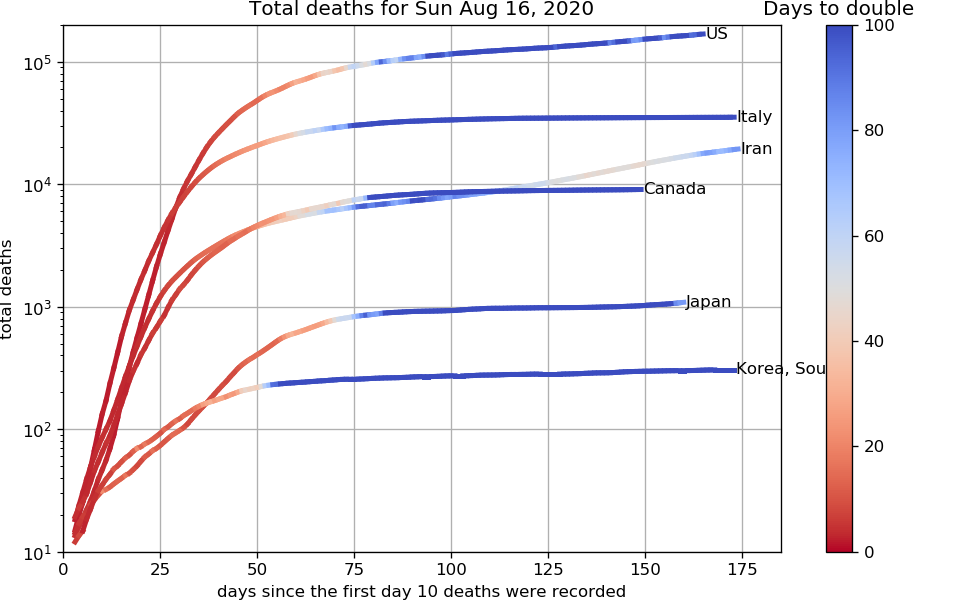 Total deaths for Sun Aug 16, 2020
Days to double
total deaths
10^5
10^4
10^3
10^2
10^1
US
Italy
Iran
Canada
Japan
Korea, Sou
0 25 50 75 100 125 150 175
days since the first day 10 deaths were recorded
100
80
60
40
20
0